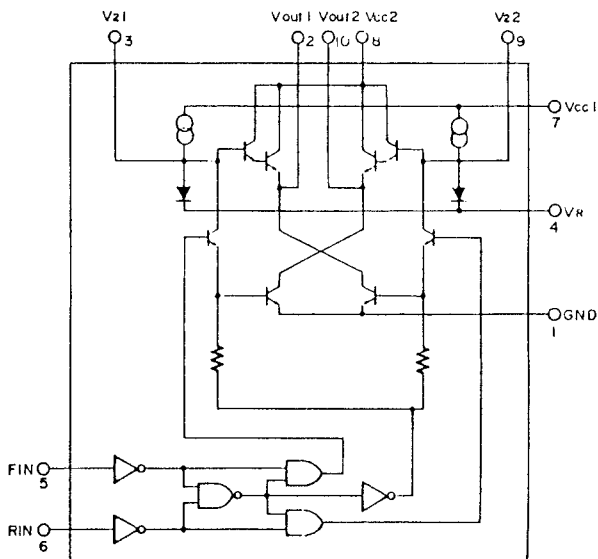 Vz1 Vout1 Vout2 Vcc2 Vz2
3 2 10 8 9
Vcc1
7
VR
4
GND
1
FIN
5
RIN
6